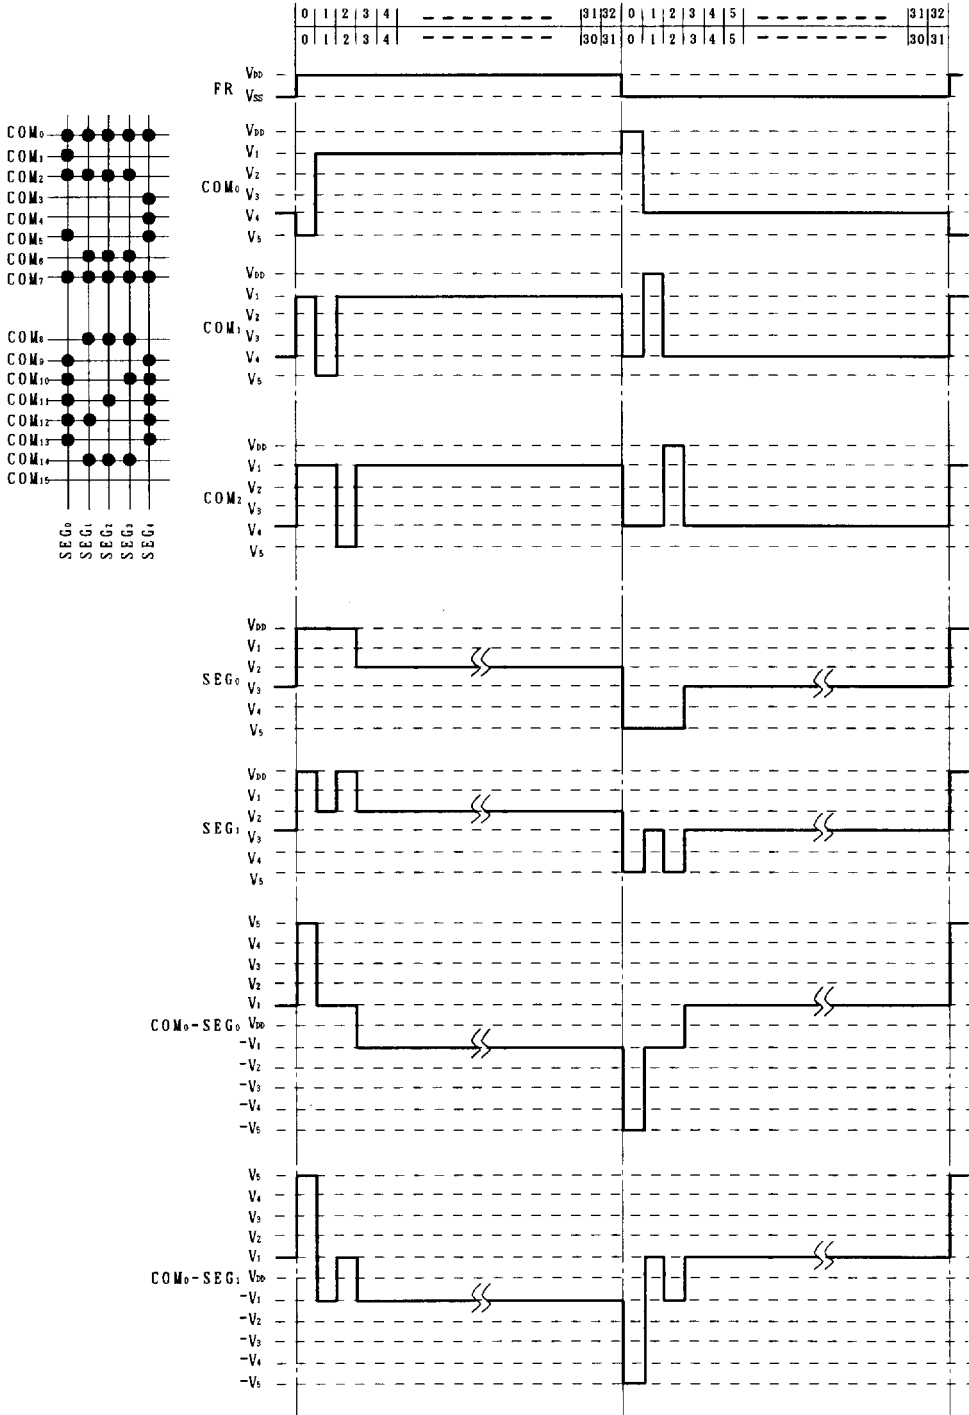 0 1 2 3 4 31 32 0 1 2 3 4 5 31 32
0 1 2 3 4 30 31 0 1 2 3 4 5 30 31
FR
VDD
VSS
COM0
COM1
COM2
COM3
COM4
COM5
COM6
COM7
COM8
COM9
COM10
COM11
COM12
COM13
COM14
COM15
SEG0
SEG1
SEG2
SEG3
SEG4
COM0
VDD
V1
V2
V3
V4
V5
COM1
VDD
V1
V2
V3
V4
V5
COM2
VDD
V1
V2
V3
V4
V5
SEG0
VDD
V1
V2
V3
V4
V5
SEG1
VDD
V1
V2
V3
V4
V5
COM0-SEG0
V5
V4
V3
V2
V1
VDD
-V1
-V2
-V3
-V4
-V5
COM0-SEG1
V5
V4
V3
V2
V1
VDD
-V1
-V2
-V3
-V4
-V5